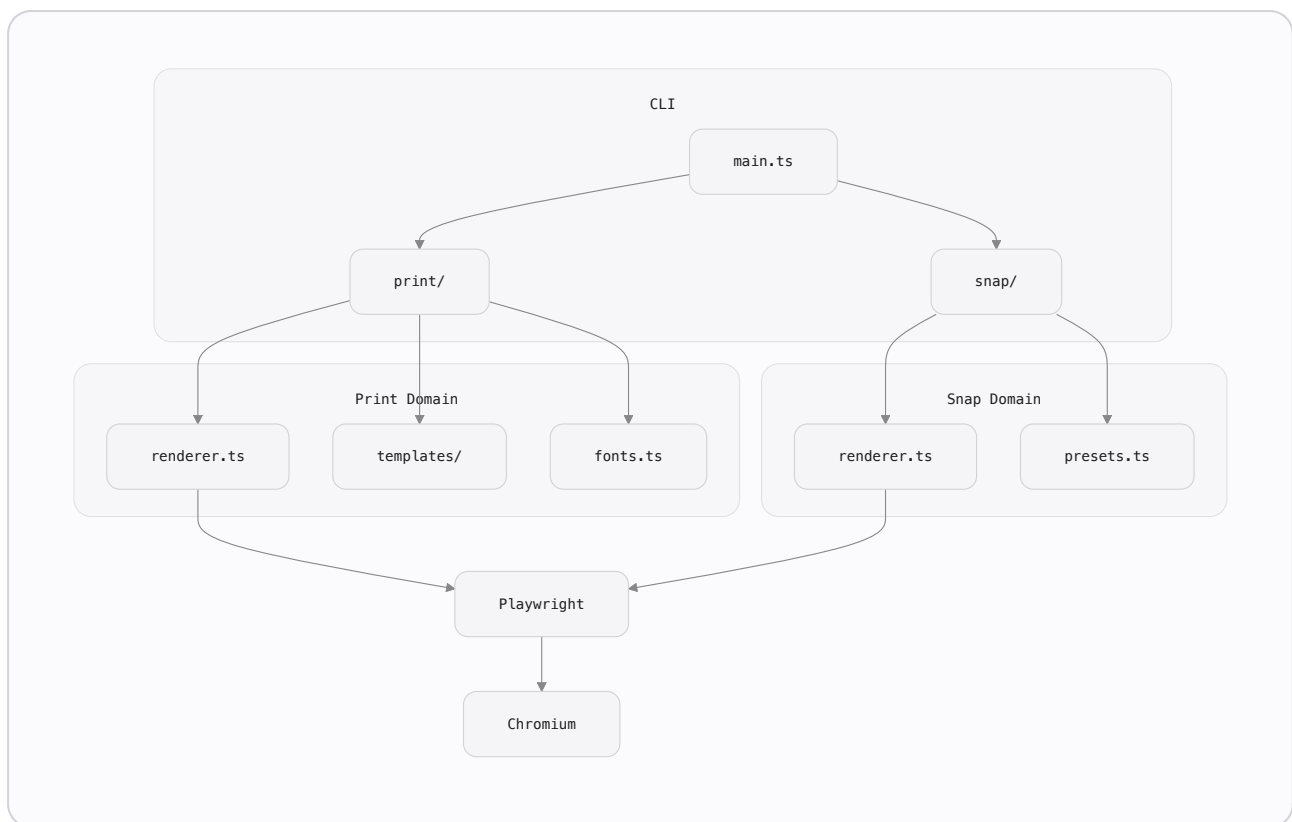 CLI
main.ts
print/
snap/
Print Domain
Snap Domain
renderer.ts
templates/
fonts.ts
renderer.ts
presets.ts
Playwright
Chromium